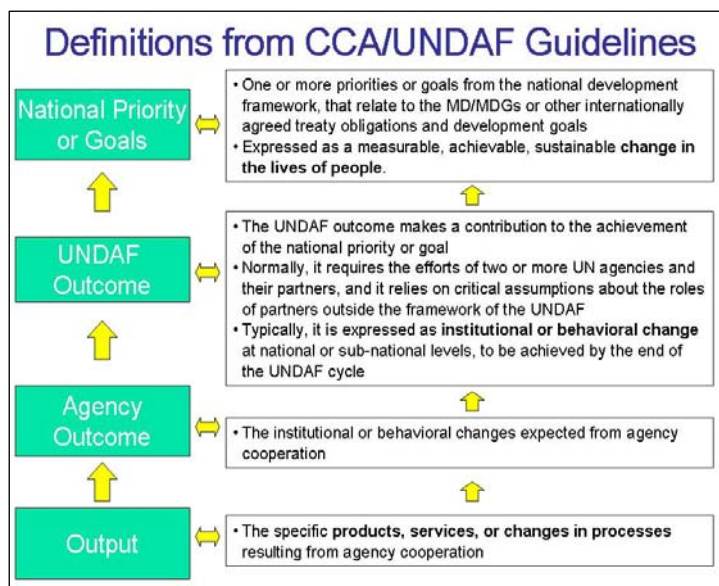 Definitions from CCA/UNDAF Guidelines
National Priority
or Goals
• One or more priorities or goals from the national development
framework, that relate to the MD/MDGs or other internationally
agreed treaty obligations and development goals
• Expressed as a measurable, achievable, sustainable change in
the lives of people.
UNDAF
Outcome
• The UNDAF outcome makes a contribution to the achievement
of the national priority or goal
• Normally, it requires the efforts of two or more UN agencies and
their partners, and it relies on critical assumptions about the
roles of partners outside the framework of the UNDAF
• Typically, it is expressed as institutional or behavioral change
at national or sub-national levels, to be achieved by the end of
the UNDAF cycle
Agency
Outcome
• The institutional or behavioral changes expected from agency
cooperation
Output
• The specific products, services, or changes in processes
resulting from agency cooperation